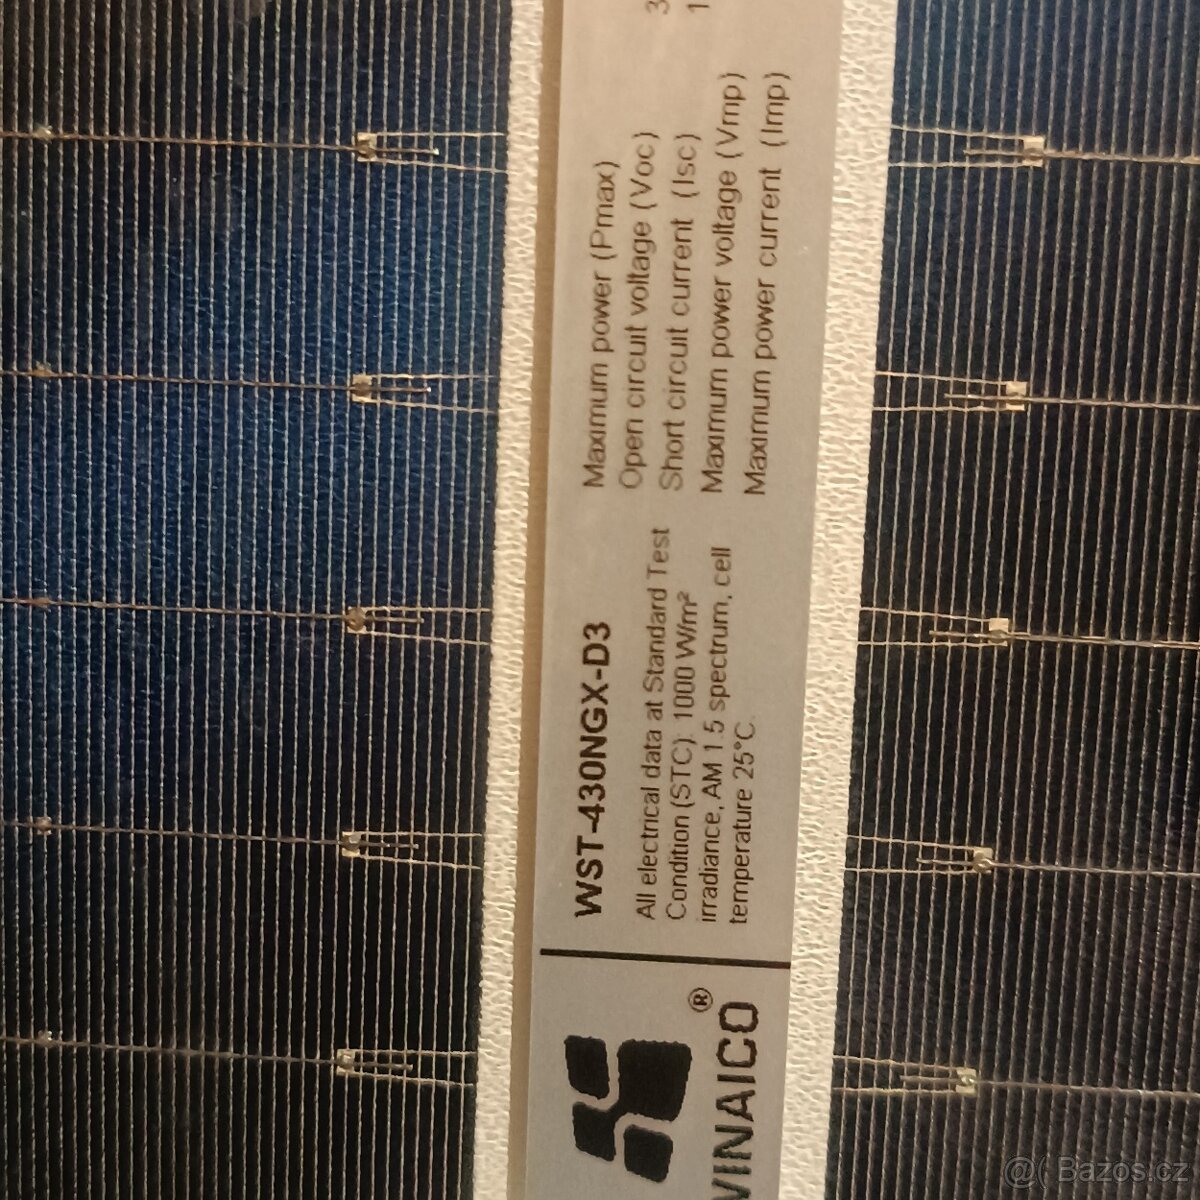 VINAICO®
WST-430NGX-D3
All electrical data at Standard Test
Condition (STC). 1000 W/m²
irradiance, AM 1.5 spectrum, cell
temperature 25°C.
Maximum power (Pmax)
Open circuit voltage (Voc)
Short circuit current (Isc)
Maximum power voltage (Vmp)
Maximum power current (Imp)
@( Bazos.cz